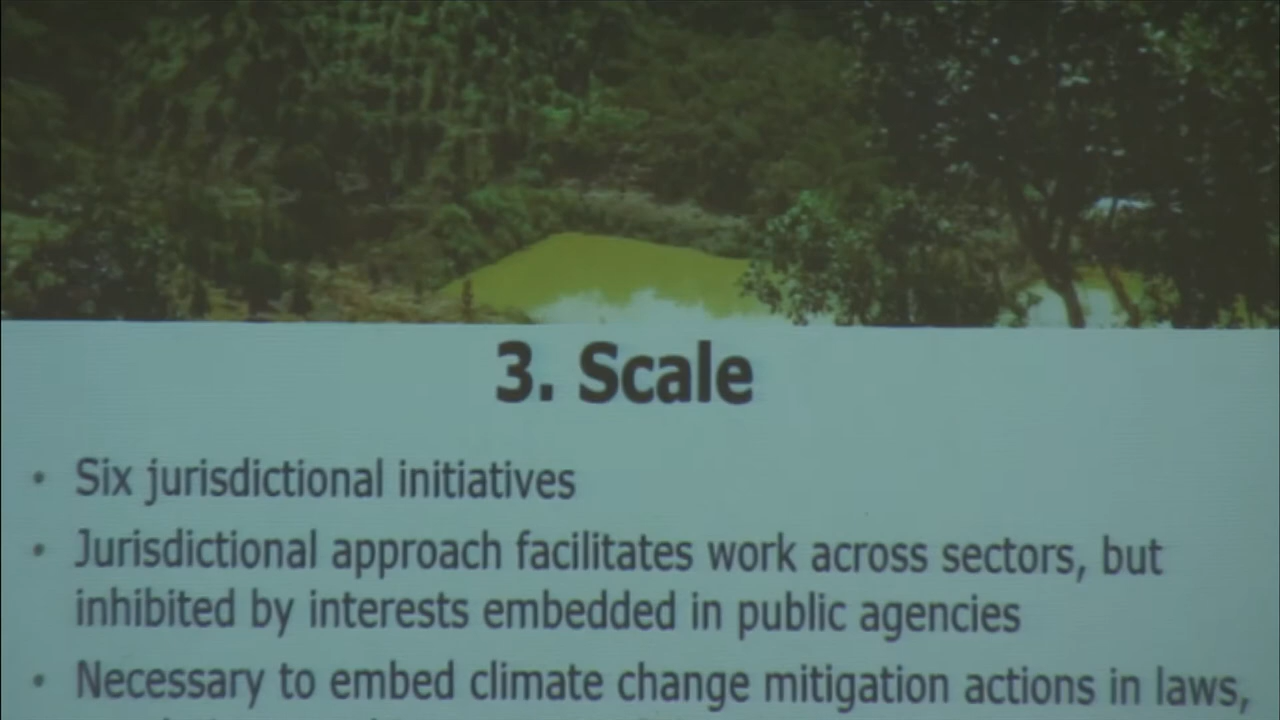 3. Scale
• Six jurisdictional initiatives
• Jurisdictional approach facilitates work across sectors, but
inhibited by interests embedded in public agencies
• Necessary to embed climate change mitigation actions in laws,